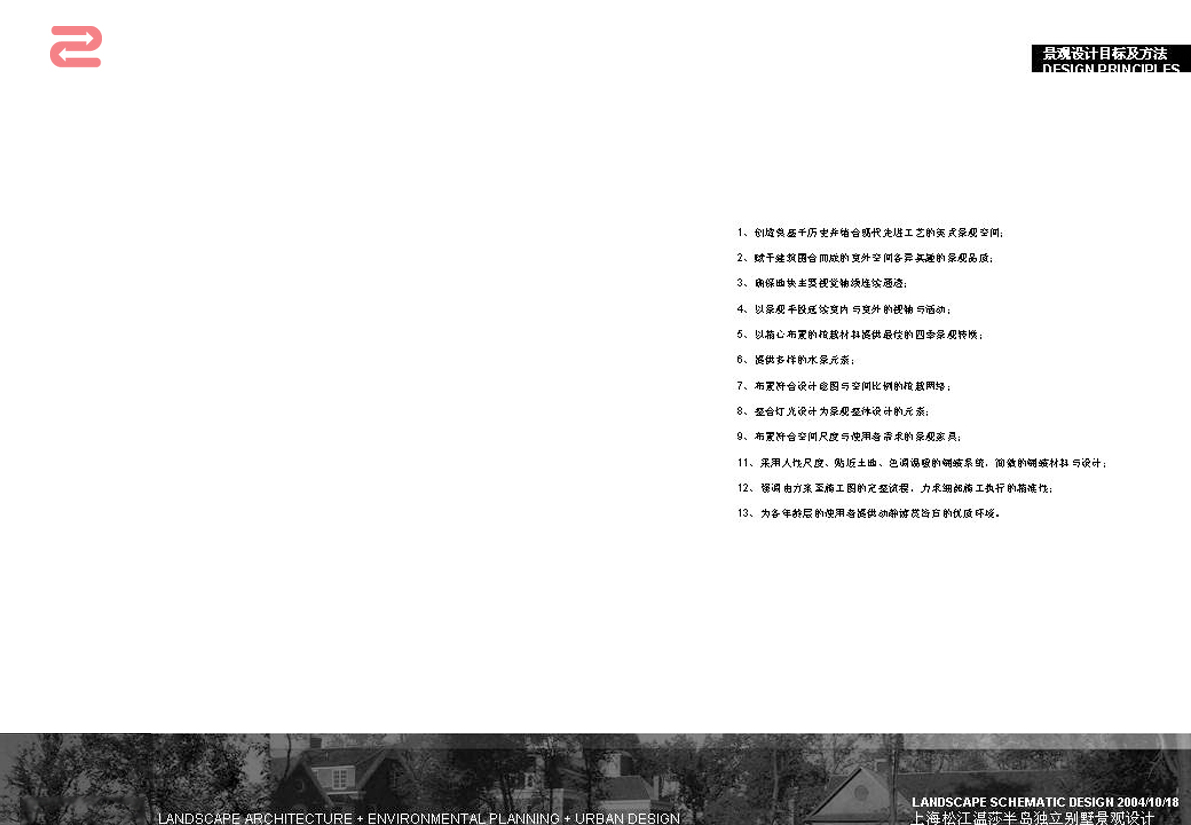 景观设计目标及方法
DESIGN PRINCIPLES
1、创造奠基于历史并结合现代先进工艺的英式景观空间；
2、赋予建筑围合而成的室外空间各异其趣的景观品质；
3、确保地块主要视觉轴线连续通透；
4、以景观手段延续室内与室外的视轴与活动；
5、以精心布置的植栽材料提供最佳的四季景观转换；
6、提供多样的水景元素；
7、布置符合设计意图与空间比例的植栽网络；
8、整合灯光设计为景观整体设计的元素；
9、布置符合空间尺度与使用者需求的景观家具；
11、采用人性尺度、贴近土地、色调温暖的铺装系统，简做的铺装材料与设计；
12、强调由方案至施工图的完整流程，力求细部施工执行的精准性；
13、为各年龄层的使用者提供动静皆宜的优质环境。
LANDSCAPE SCHEMATIC DESIGN 2004/10/18
LANDSCAPE ARCHITECTURE + ENVIRONMENTAL PLANNING + URBAN DESIGN
上海松江温莎半岛独立别墅景观设计